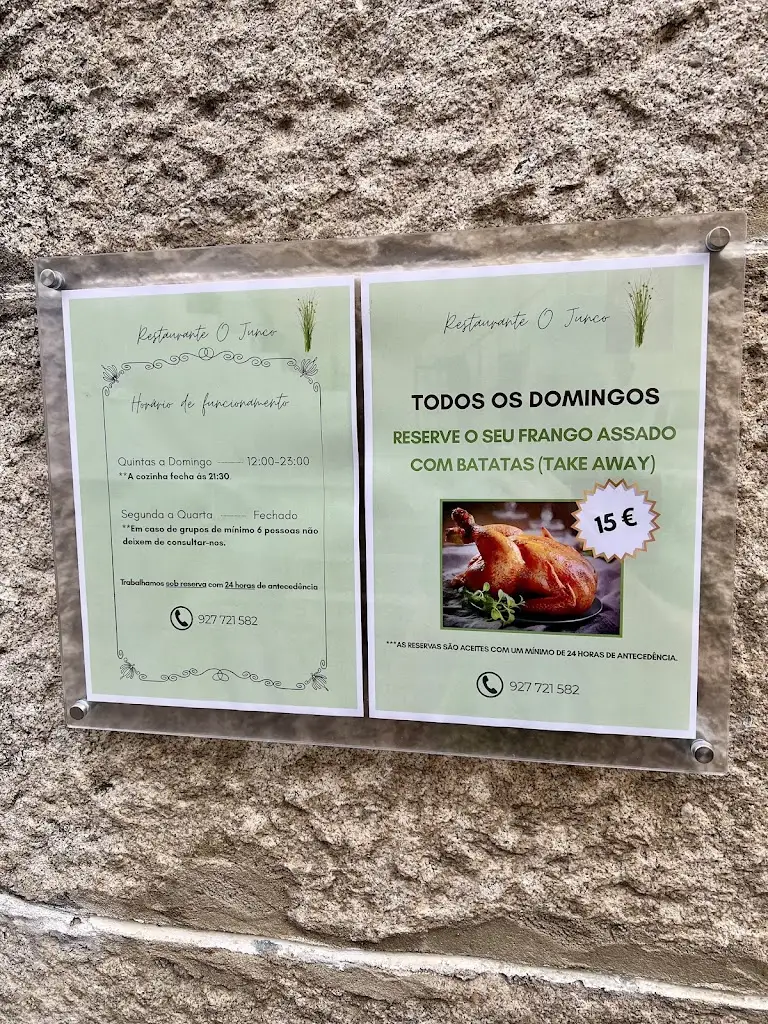 Restaurante O Junco
Horário de funcionamento
Quintas a Domingo —— 12:00-23:00
**A cozinha fecha às 21:30.
Segunda a Quarta —— Fechado
**Em caso de grupos de mínimo 6 pessoas não
deixem de consultar-nos.
Trabalhamos sob reserva com 24 horas de antecedência
927 721 582
Restaurante O Junco
TODOS OS DOMINGOS
RESERVE O SEU FRANGO ASSADO
COM BATATAS (TAKE AWAY)
15 €
***AS RESERVAS SÃO ACEITES COM UM MÍNIMO DE 24 HORAS DE ANTECEDÊNCIA.
927 721 582